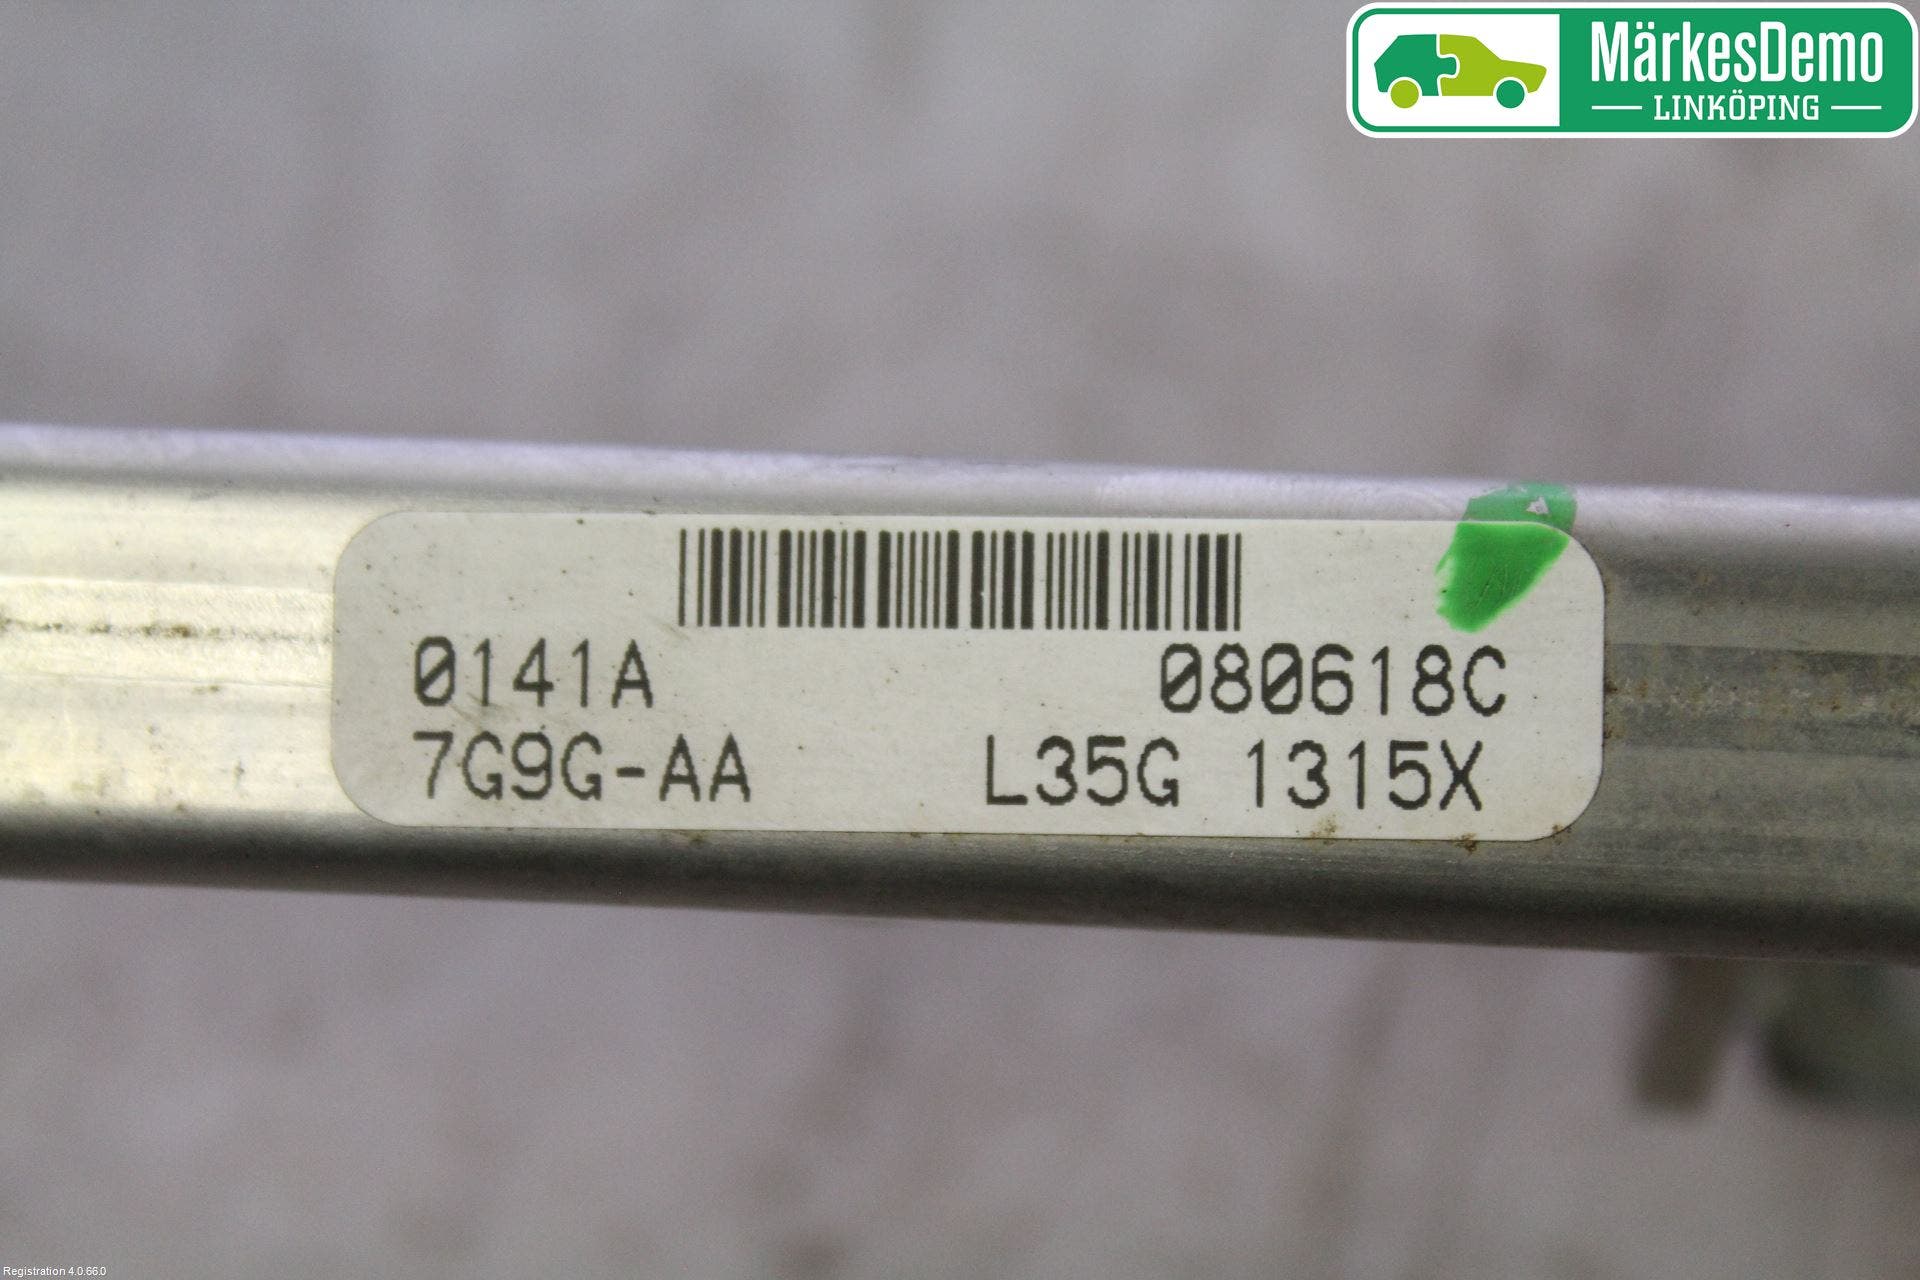 MärkesDemo
LINKÖPING
0141A 080618C
7G9G-AA L35G 1315X
Registration 4.0.66.0